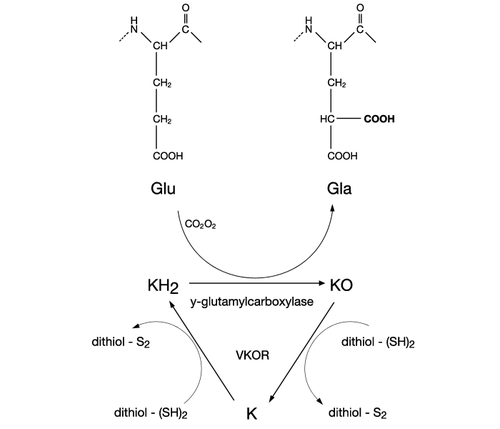 H
N
O
C
CH
CH₂
CH₂
COOH
Glu
H
N
O
C
CH
CH₂
HC
COOH
COOH
Gla
CO₂O₂
KH₂
KO
y-glutamylcarboxylase
dithiol - S₂
VKOR
dithiol - (SH)₂
dithiol - (SH)₂
K
dithiol - S₂